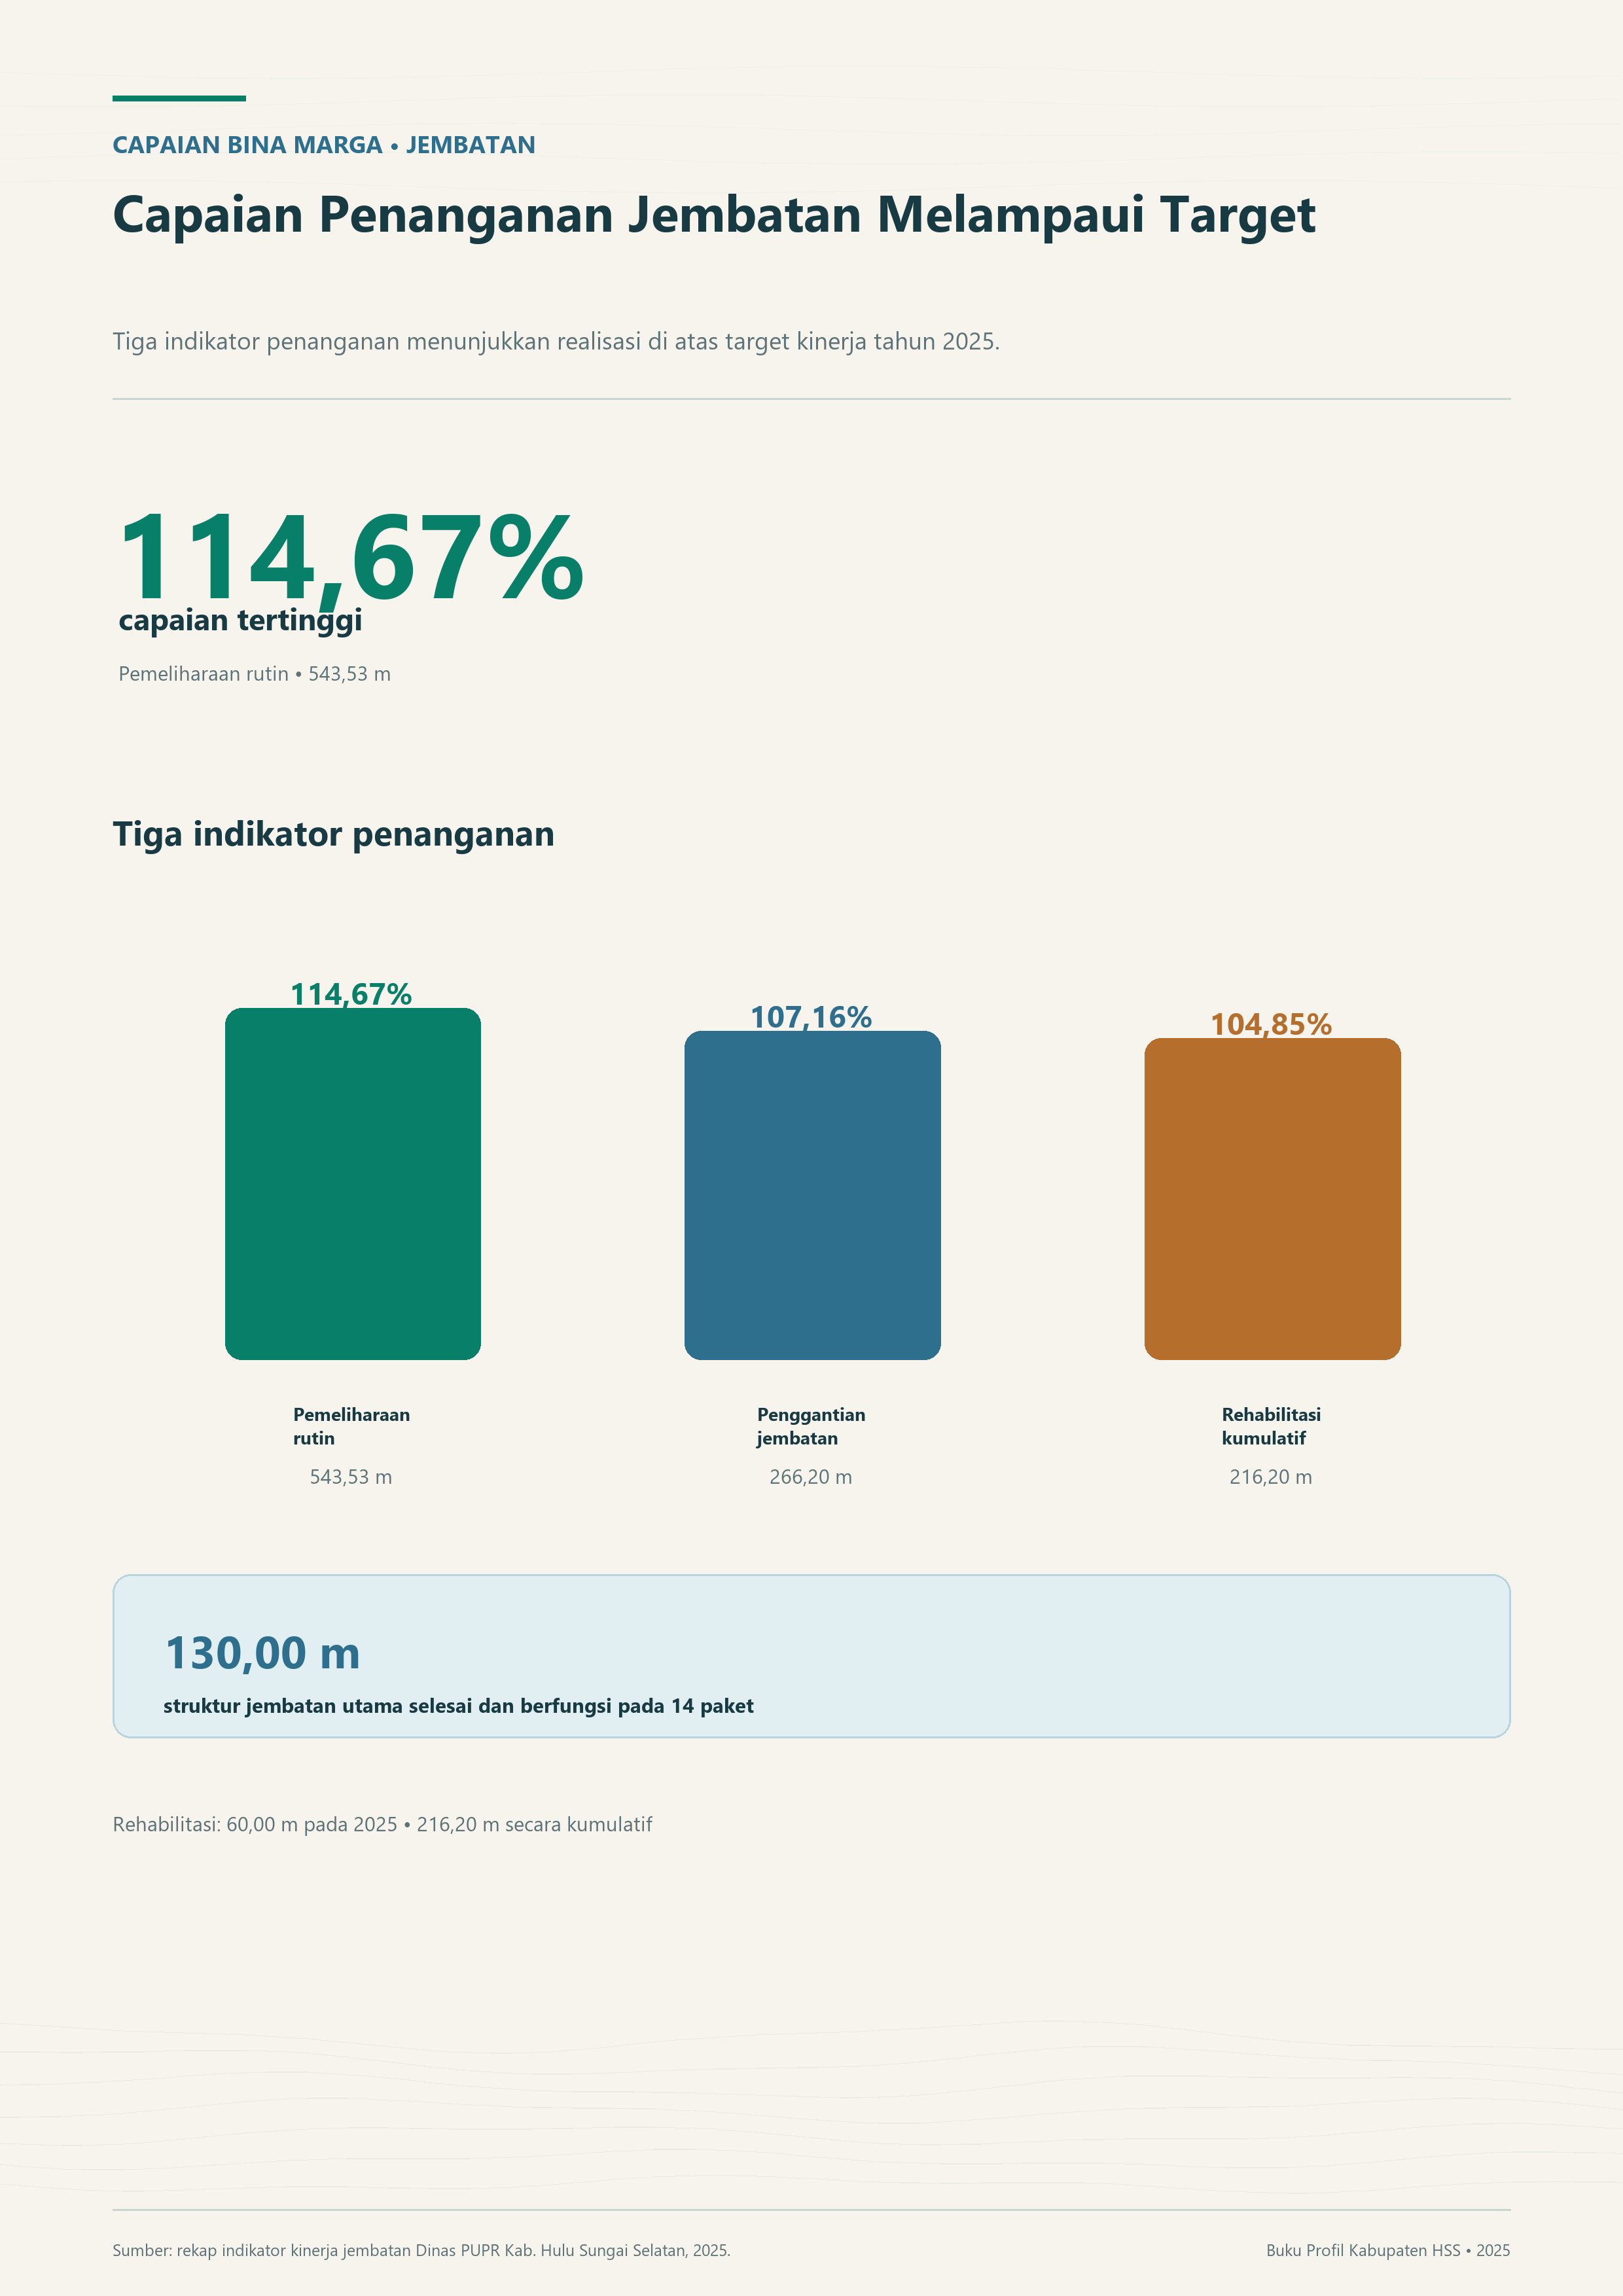 CAPAIAN BINA MARGA • JEMBATAN
Capaian Penanganan Jembatan Melampaui Target
Tiga indikator penanganan menunjukkan realisasi di atas target kinerja tahun 2025.
114,67%
capaian tertinggi
Pemeliharaan rutin • 543,53 m
Tiga indikator penanganan
114,67%
107,16%
104,85%
Pemeliharaan
rutin
543,53 m
Penggantian
jembatan
266,20 m
Rehabilitasi
kumulatif
216,20 m
130,00 m
struktur jembatan utama selesai dan berfungsi pada 14 paket
Rehabilitasi: 60,00 m pada 2025 • 216,20 m secara kumulatif
Sumber: rekap indikator kinerja jembatan Dinas PUPR Kab. Hulu Sungai Selatan, 2025.
Buku Profil Kabupaten HSS • 2025